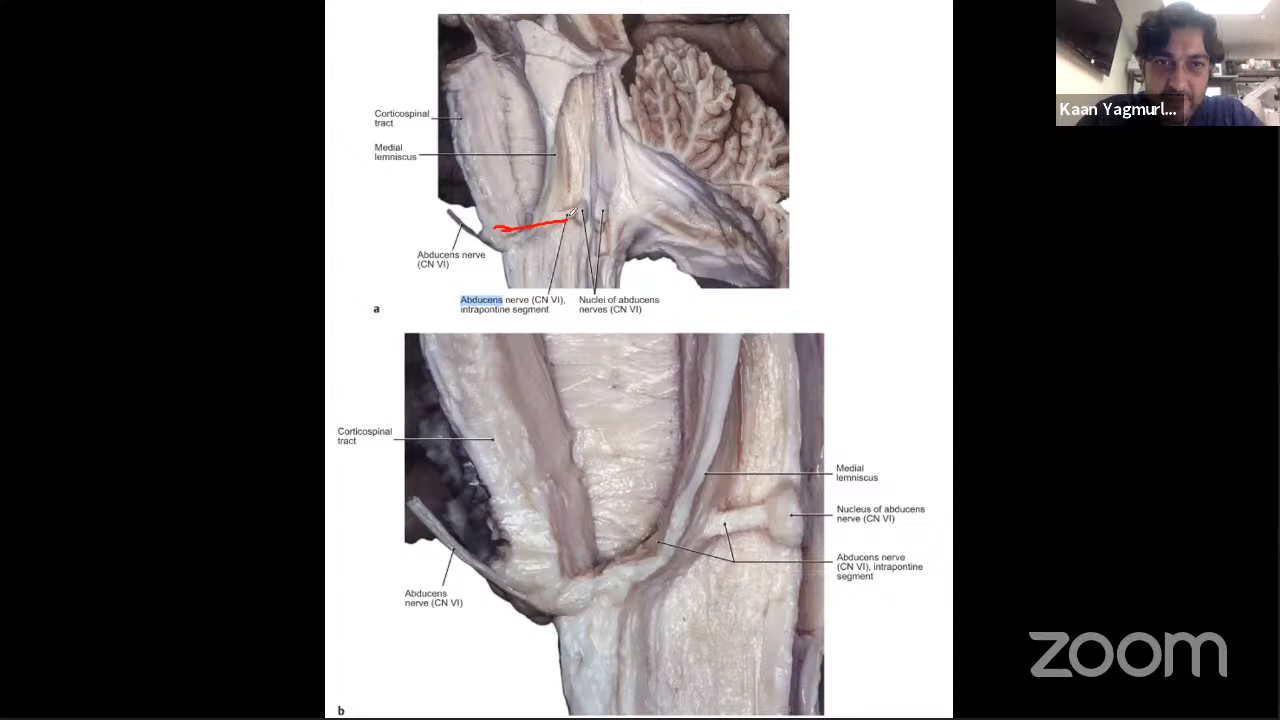 Kaan Yagmurl...
Corticospinal
tract
Medial
lemniscus
Abducens nerve
(CN VI)
Abducens nerve (CN VI),
intrapontine segment
Nuclei of abducens
nerves (CN VI)
a
Corticospinal
tract
Medial
lemniscus
Nucleus of abducens
nerve (CN VI)
Abducens nerve
(CN VI), intrapontine
segment
Abducens
nerve (CN VI)
zoom
b